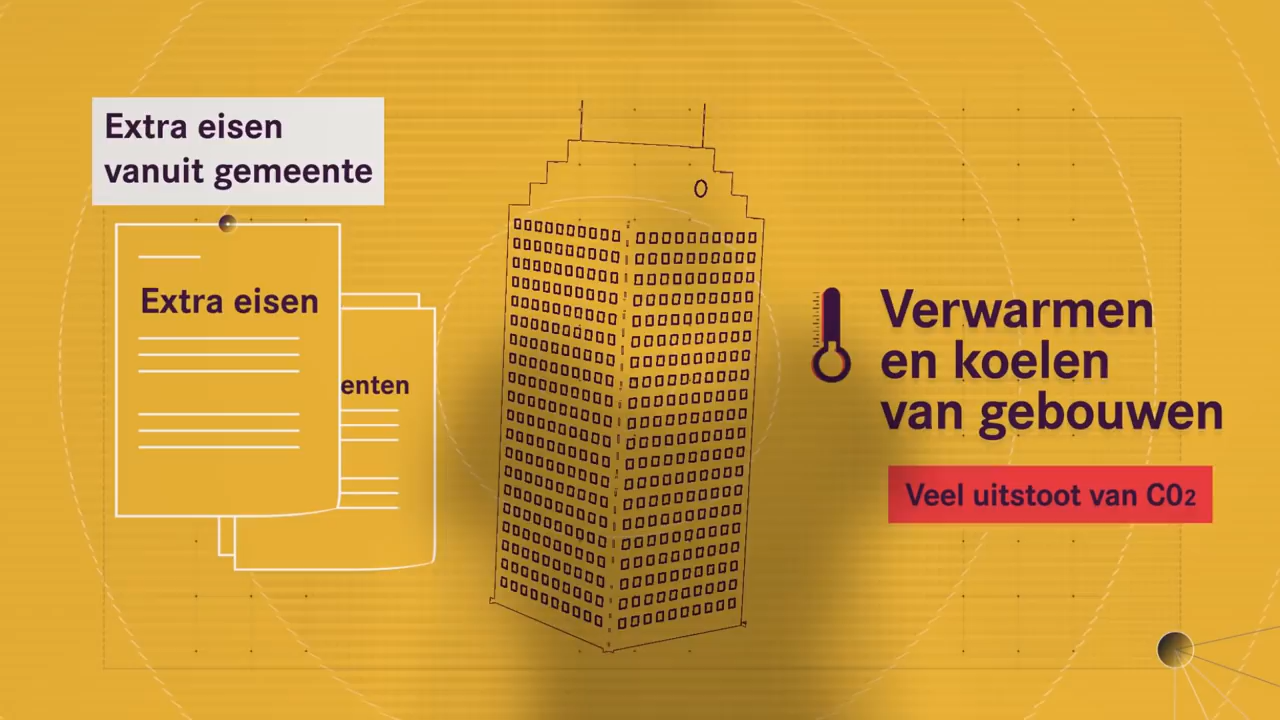 Extra eisen
vanuit gemeente
Extra eisen
enten
Verwarmen
en koelen
van gebouwen
Veel uitstoot van C02